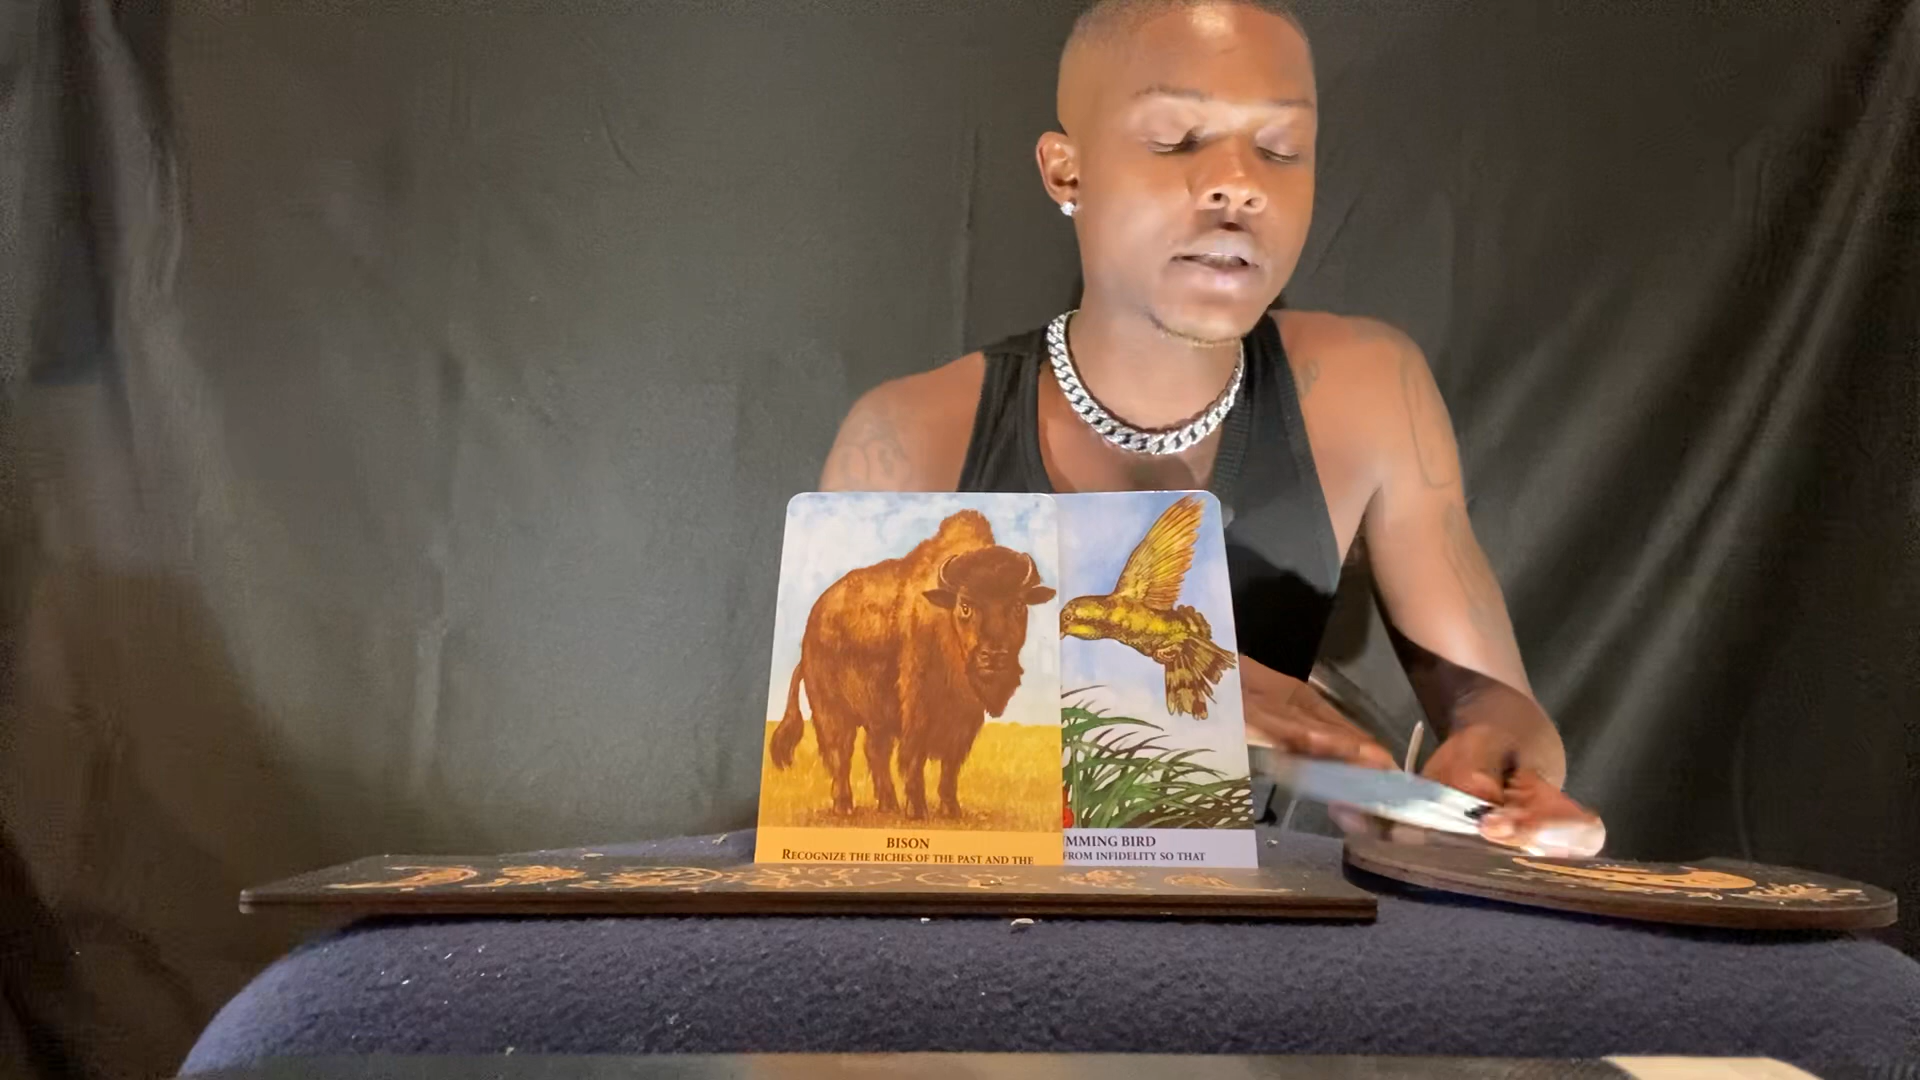 BISON
RECOGNIZE THE RICHES OF THE PAST AND THE
MMING BIRD
FROM INFIDELITY SO THAT